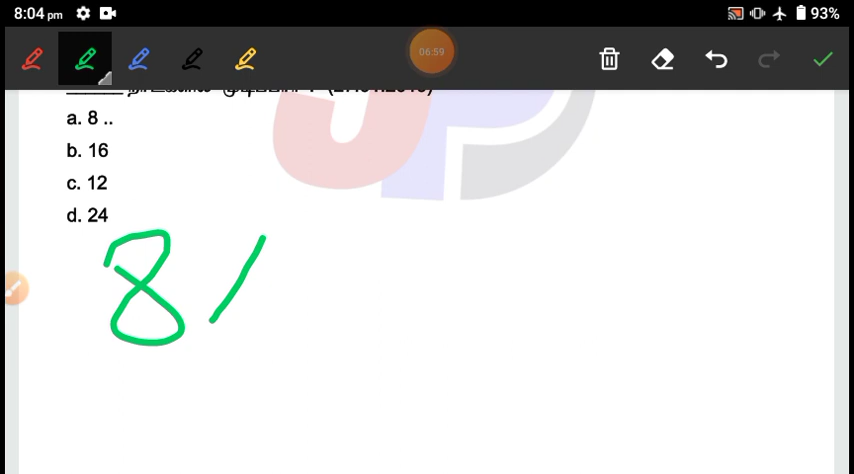 8:04 pm 93%
06:59
a. 8 ..
b. 16
c. 12
d. 24
8 /